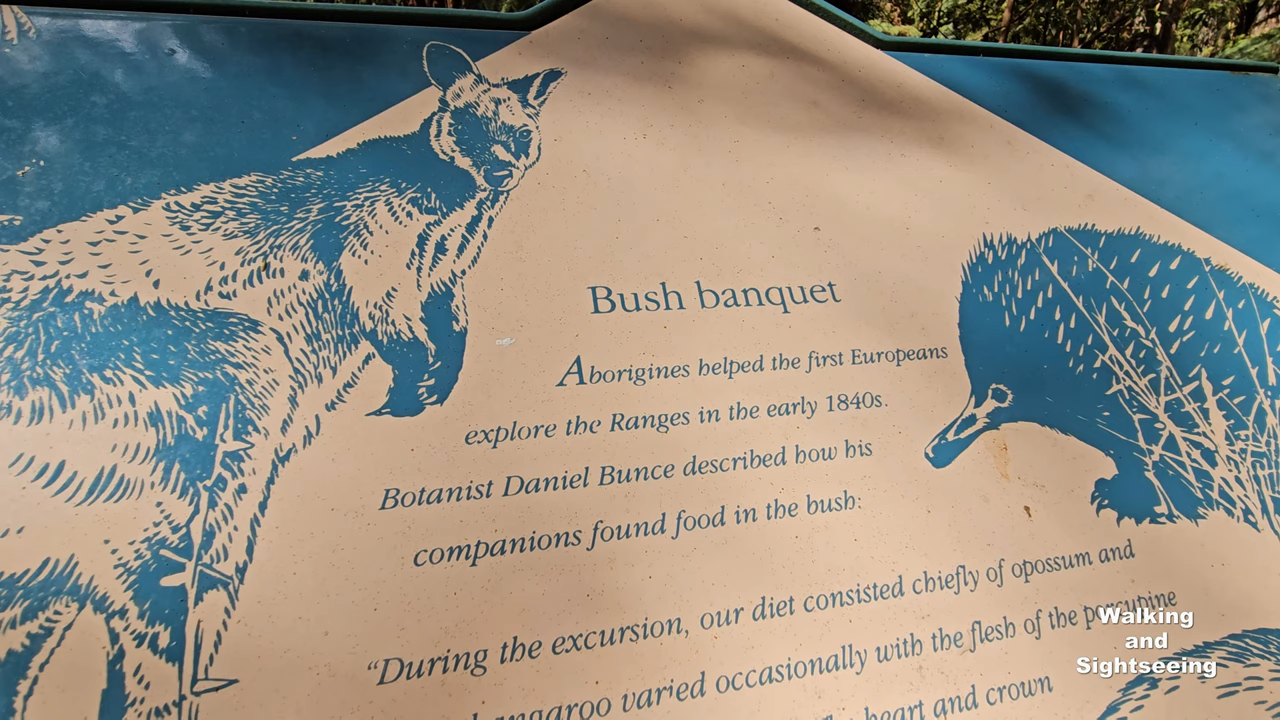 Bush banquet
Aborigines helped the first Europeans
explore the Ranges in the early 1840s.
Botanist Daniel Bunce described how his
companions found food in the bush:
“During the excursion, our diet consisted chiefly of opossum and
kangaroo varied occasionally with the flesh of the porcupine
heart and crown
Walking
and
Sightseeing